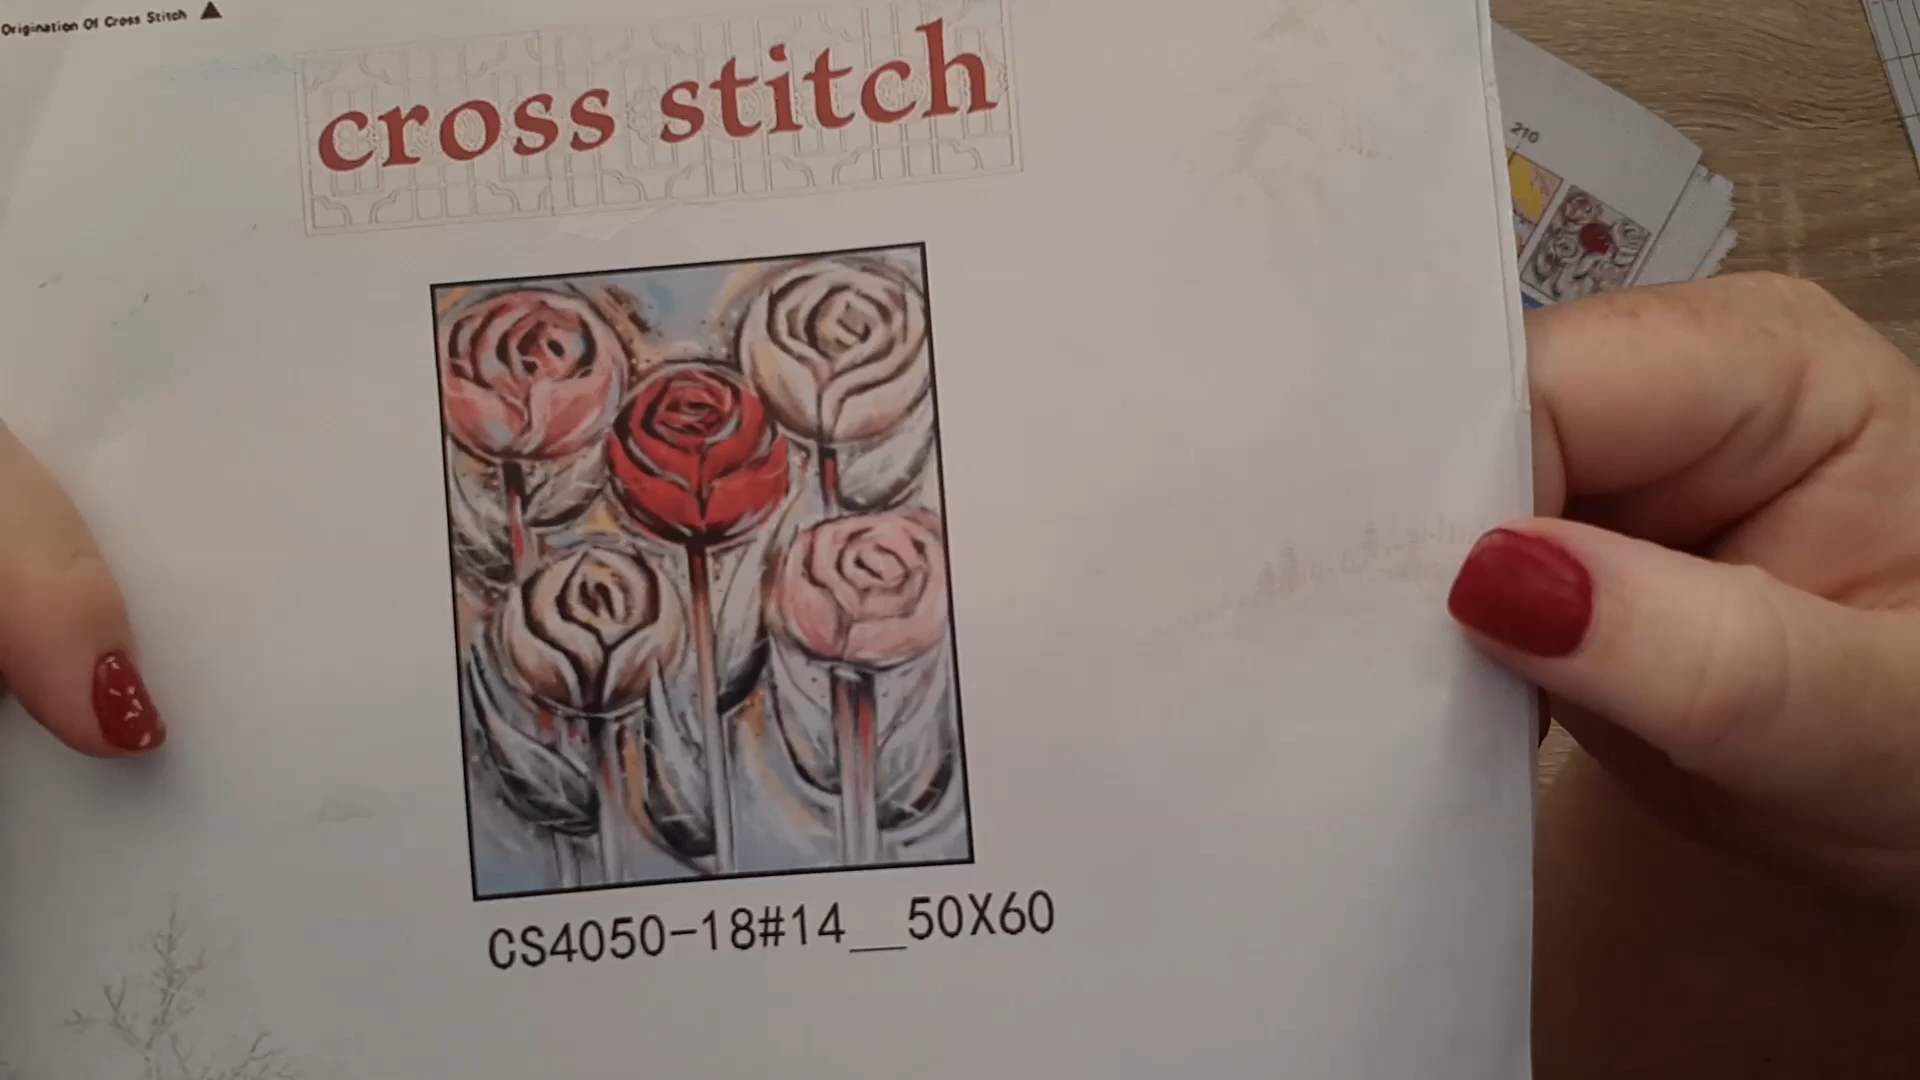 Origination Of Cross Stitch ▲
cross stitch
210
CS4050-18#14__50X60